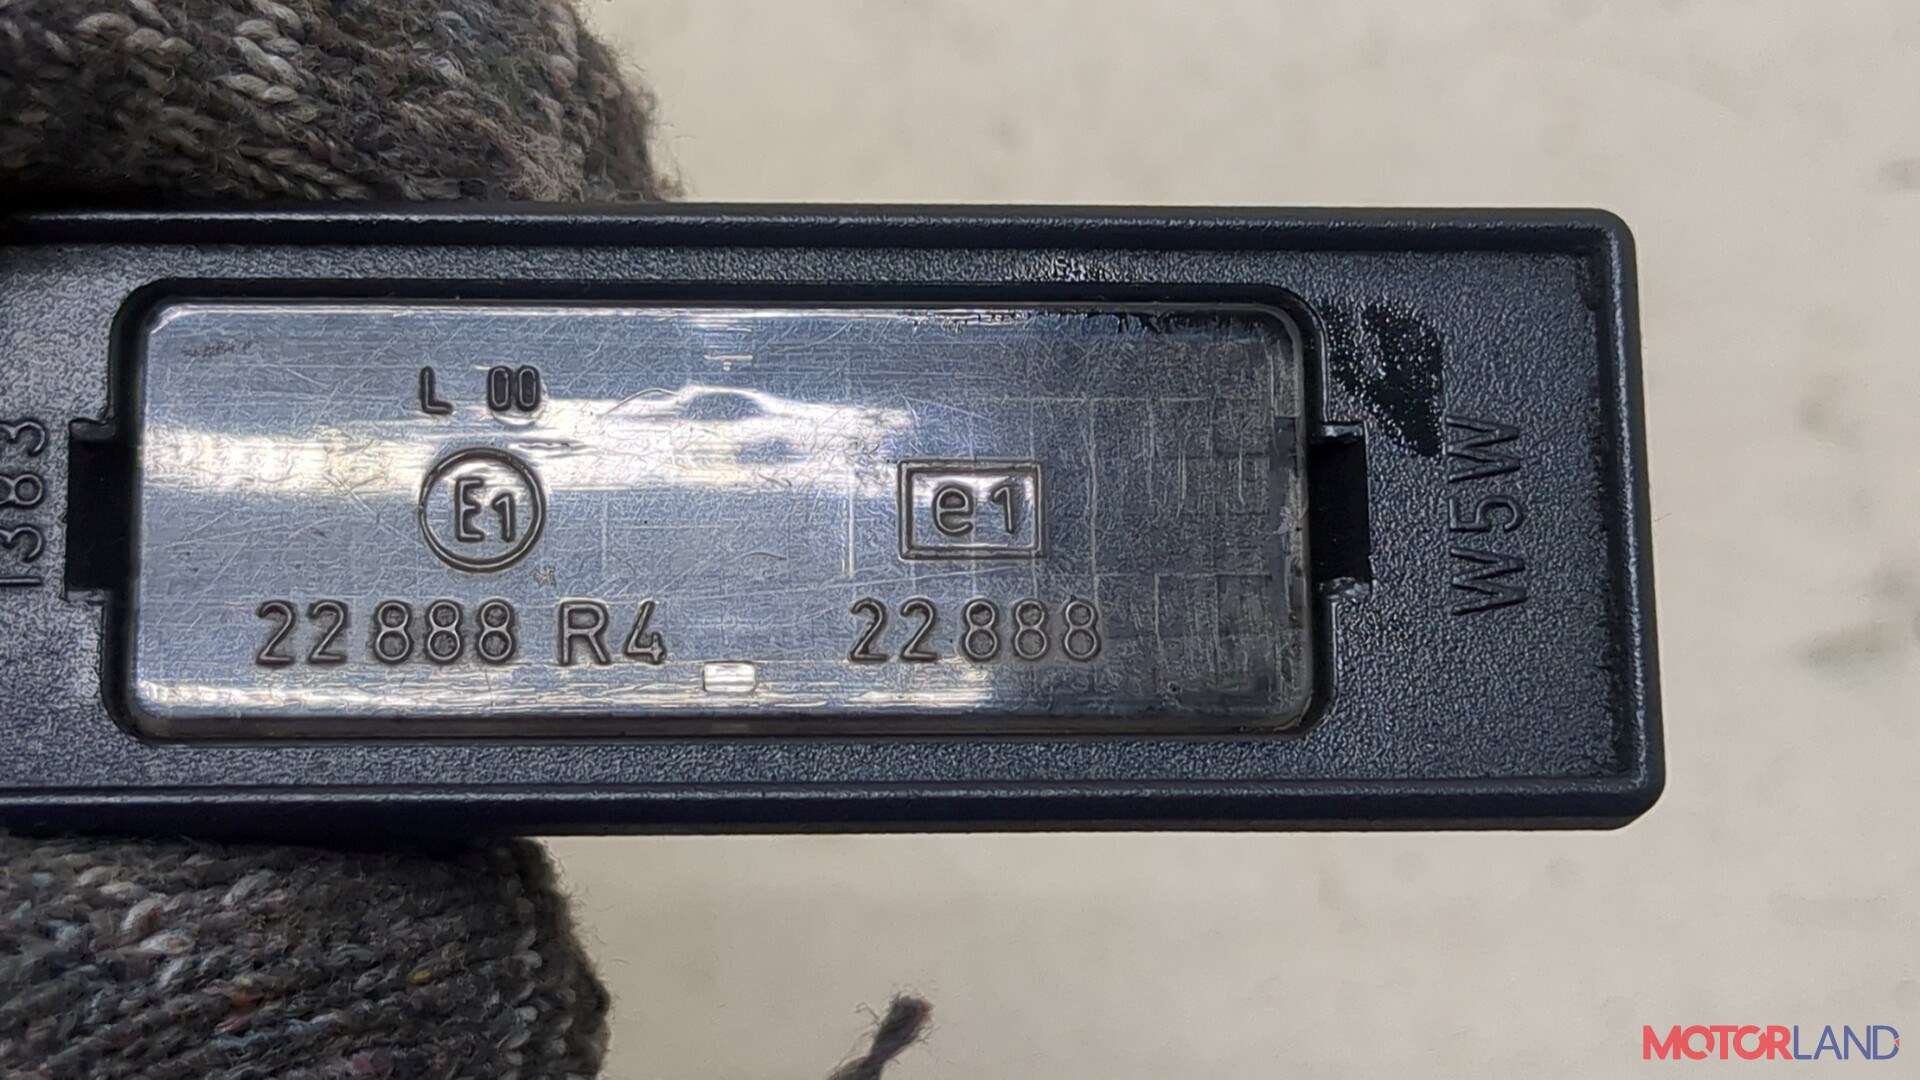 L 00
E1
e1
22888 R4
22888
1383
W5W
MOTORLAND